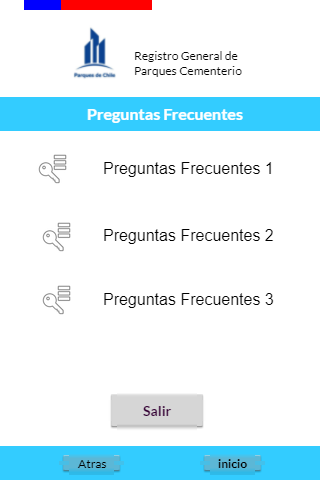 Parques de Chile
Registro General de
Parques Cementerio
Preguntas Frecuentes
Preguntas Frecuentes 1
Preguntas Frecuentes 2
Preguntas Frecuentes 3
Salir
Atras
inicio